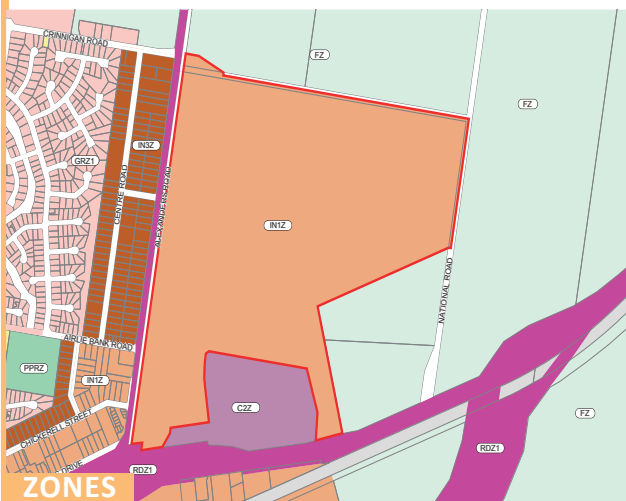 CRINNIGAN ROAD
FZ
FZ
IN3Z
GRZ1
CENTRE ROAD
ALEXANDERS ROAD
IN1Z
NATIONAL ROAD
AIRLIE BANK ROAD
PPRZ
IN1Z
C2Z
CHICKERELL STREET
FZ
RDZ1
RDZ1
DRIVE
ZONES